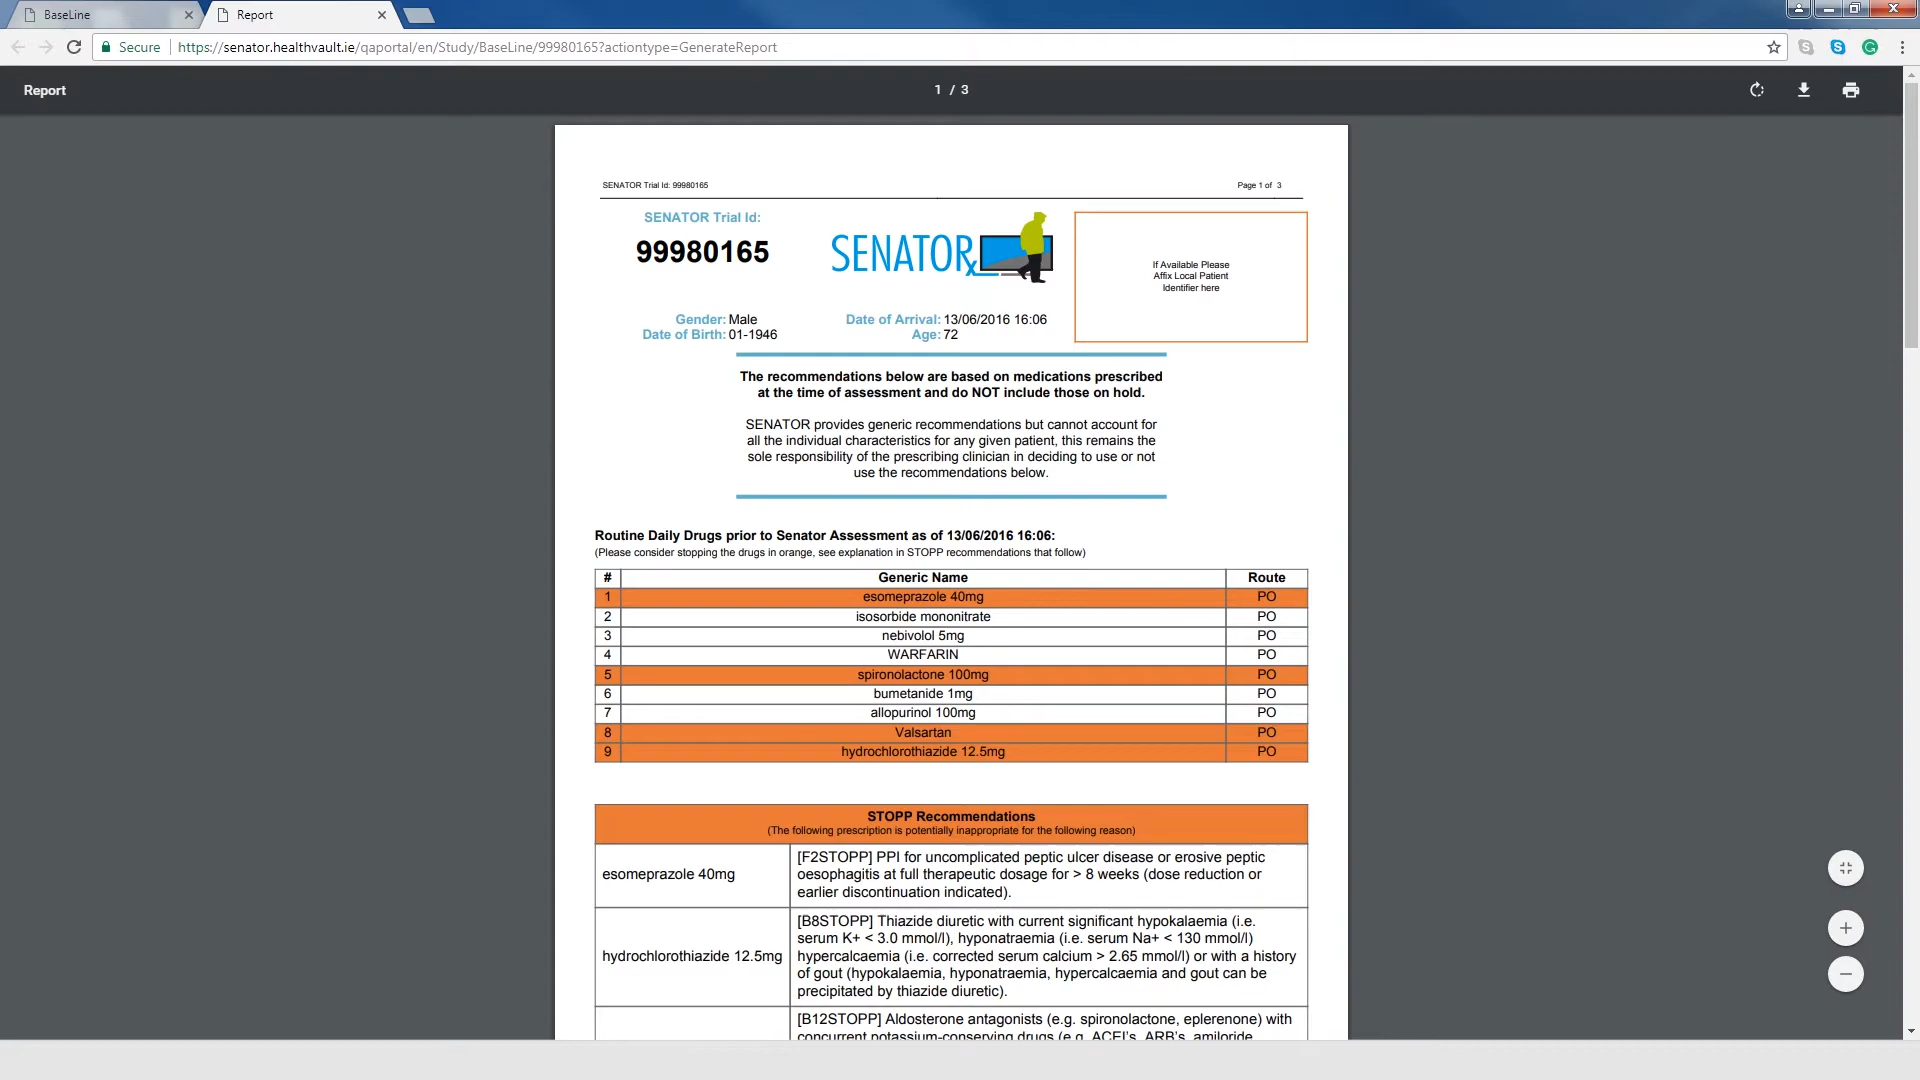 BaseLine
Report
Secure
https://senator.healthvault.ie/qaportal/en/Study/BaseLine/99980165?actiontype=GenerateReport
Report
1 / 3
SENATOR Trial Id: 99980165
Page 1 of 3
SENATOR Trial Id:
99980165
SENATOR
If Available Please
Affix Local Patient
Identifier here
Gender: Male
Date of Arrival: 13/06/2016 16:06
Date of Birth: 01-1946
Age: 72
The recommendations below are based on medications prescribed
at the time of assessment and do NOT include those on hold.
SENATOR provides generic recommendations but cannot account for
all the individual characteristics for any given patient, this remains the
sole responsibility of the prescribing clinician in deciding to use or not
use the recommendations below.
Routine Daily Drugs prior to Senator Assessment as of 13/06/2016 16:06:
(Please consider stopping the drugs in orange, see explanation in STOPP recommendations that follow)
# Generic Name Route
1 esomeprazole 40mg PO
2 isosorbide mononitrate PO
3 nebivolol 5mg PO
4 WARFARIN PO
5 spironolactone 100mg PO
6 bumetanide 1mg PO
7 allopurinol 100mg PO
8 Valsartan PO
9 hydrochlorothiazide 12.5mg PO
STOPP Recommendations
(The following prescription is potentially inappropriate for the following reason)
esomeprazole 40mg
[F2STOPP] PPI for uncomplicated peptic ulcer disease or erosive peptic
oesophagitis at full therapeutic dosage for > 8 weeks (dose reduction or
earlier discontinuation indicated).
hydrochlorothiazide 12.5mg
[B8STOPP] Thiazide diuretic with current significant hypokalaemia (i.e.
serum K+ < 3.0 mmol/l), hyponatraemia (i.e. serum Na+ < 130 mmol/l)
hypercalcaemia (i.e. corrected serum calcium > 2.65 mmol/l) or with a history
of gout (hypokalaemia, hyponatraemia, hypercalcaemia and gout can be
precipitated by thiazide diuretic).
[B12STOPP] Aldosterone antagonists (e.g. spironolactone, eplerenone) with
concurrent potassium-conserving drugs (e.g. ACEI's, ARB's, amiloride,